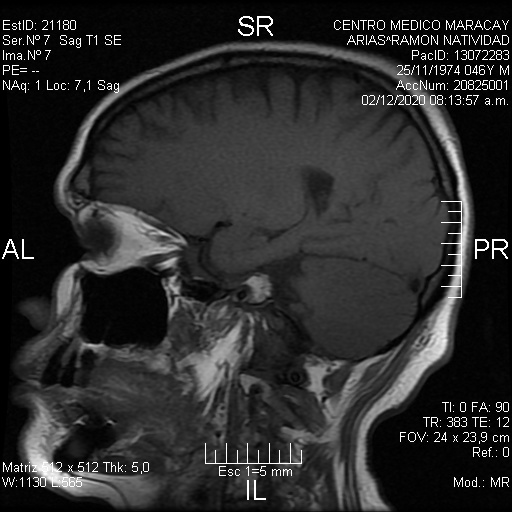 EstID: 21180
Ser.Nº 7 Sag T1 SE
Ima.Nº 7
PE= --
NAq: 1 Loc: 7,1 Sag
SR
CENTRO MEDICO MARACAY
ARIAS^RAMON NATIVIDAD
PacID: 13072283
25/11/1974 046Y M
AccNum: 20825001
02/12/2020 08:13:57 a.m.
AL
PR
TI: 0 FA: 90
TR: 383 TE: 12
FOV: 24 x 23,9 cm
Ref.: 0
Mod.: MR
Matriz 512 x 512 Thk: 5,0
W:1130 L:565
Esc 1=5 mm
IL